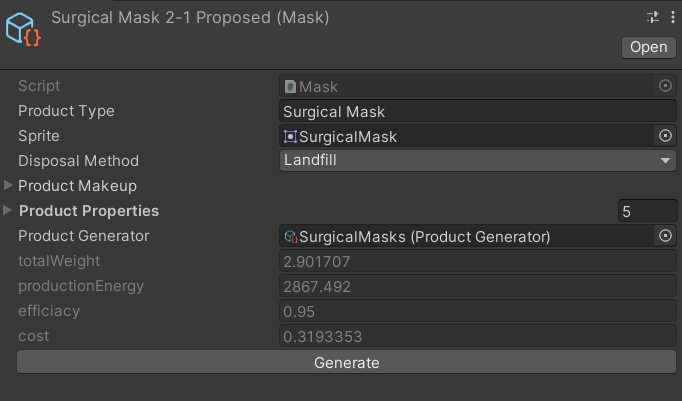 Surgical Mask 2-1 Proposed (Mask)
Open
Script Mask
Product Type Surgical Mask
Sprite SurgicalMask
Disposal Method Landfill
Product Makeup
Product Properties 5
Product Generator SurgicalMasks (Product Generator)
totalWeight 2.901707
productionEnergy 2867.492
efficiacy 0.95
cost 0.3193353
Generate